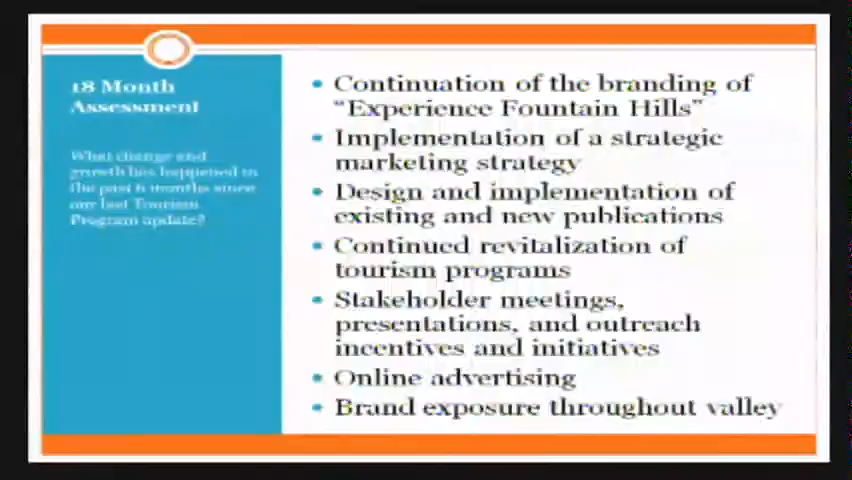 18 Month
Assessment
What change and
growth has happened in
the past 6 months since
our last Tourism
Program update?
• Continuation of the branding of
“Experience Fountain Hills”
• Implementation of a strategic
marketing strategy
• Design and implementation of
existing and new publications
• Continued revitalization of
tourism programs
• Stakeholder meetings,
presentations, and outreach
incentives and initiatives
• Online advertising
• Brand exposure throughout valley